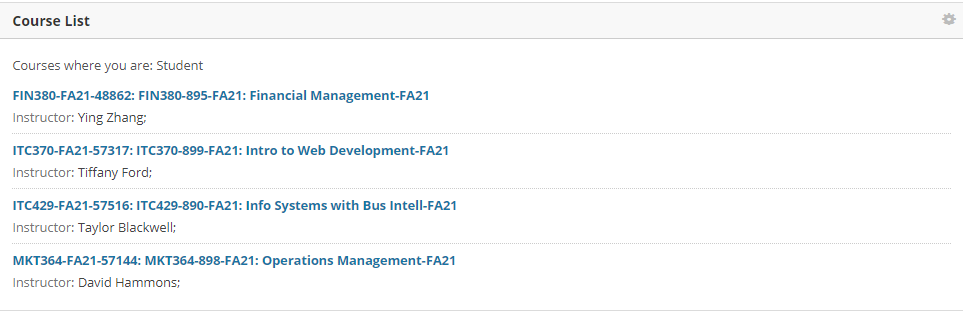 Course List
Courses where you are: Student
FIN380-FA21-48862: FIN380-895-FA21: Financial Management-FA21
Instructor: Ying Zhang;
ITC370-FA21-57317: ITC370-899-FA21: Intro to Web Development-FA21
Instructor: Tiffany Ford;
ITC429-FA21-57516: ITC429-890-FA21: Info Systems with Bus Intell-FA21
Instructor: Taylor Blackwell;
MKT364-FA21-57144: MKT364-898-FA21: Operations Management-FA21
Instructor: David Hammons;